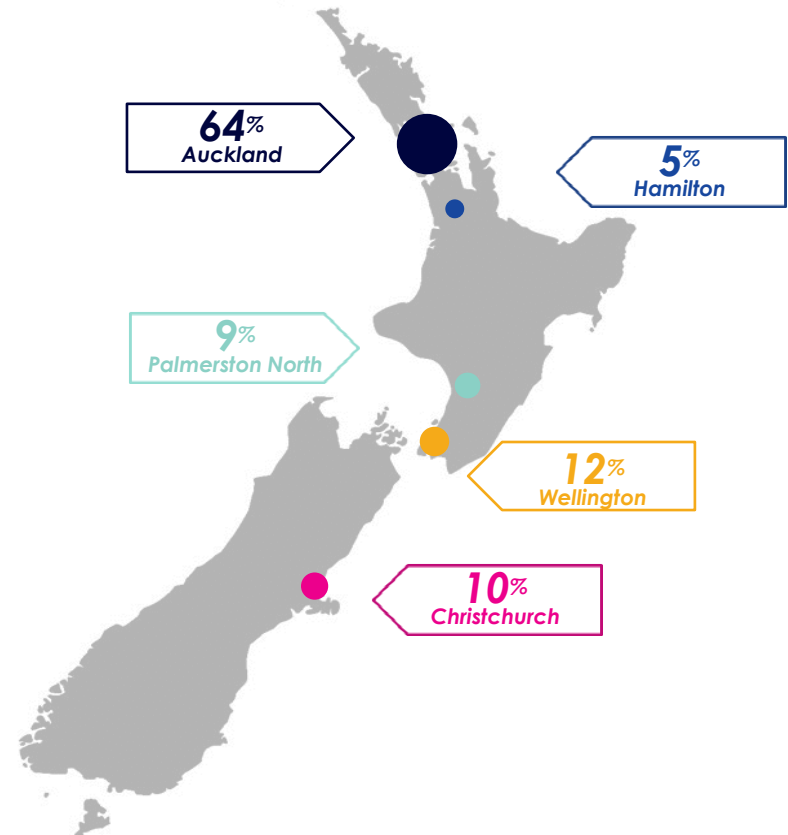 64%
Auckland
5%
Hamilton
9%
Palmerston North
12%
Wellington
10%
Christchurch